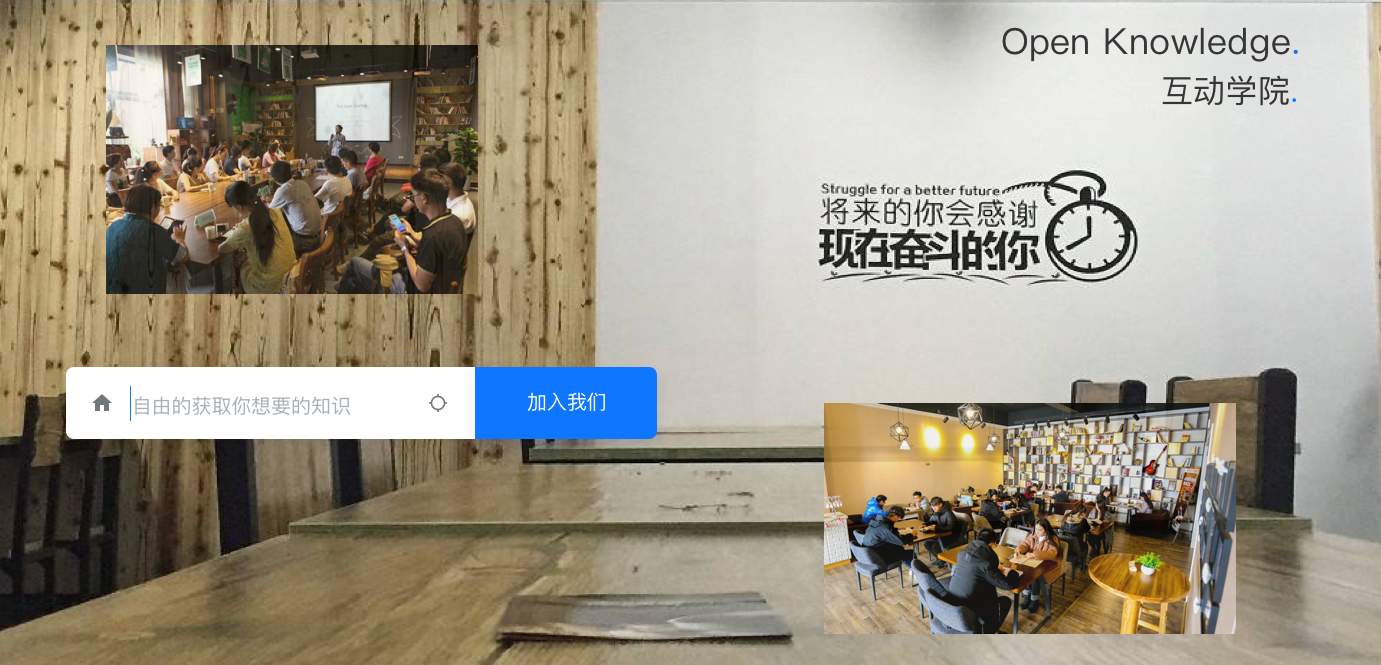 Open Knowledge.
互动学院.
Struggle for a better future
将来的你会感谢
现在奋斗的你
自由的获取你想要的知识
加入我们